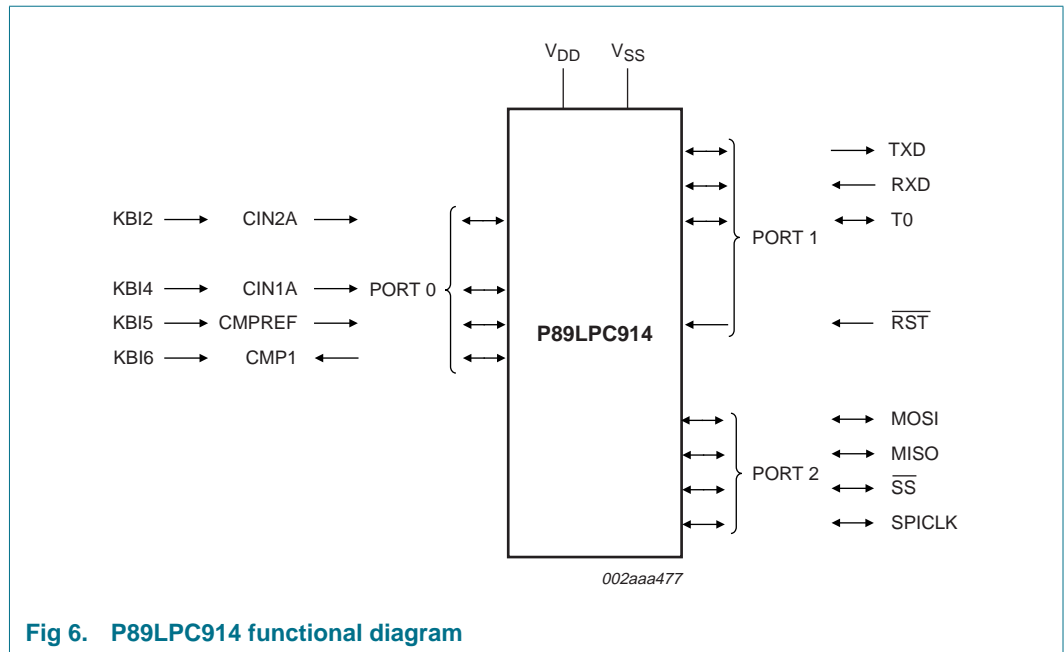 VDD VSS
TXD
RXD
KBI2 CIN2A T0
PORT 1
KBI4 CIN1A PORT 0
KBI5 CMPREF P89LPC914 RST
KBI6 CMP1
MOSI
MISO
PORT 2
SS
SPICLK
002aaa477
Fig 6. P89LPC914 functional diagram